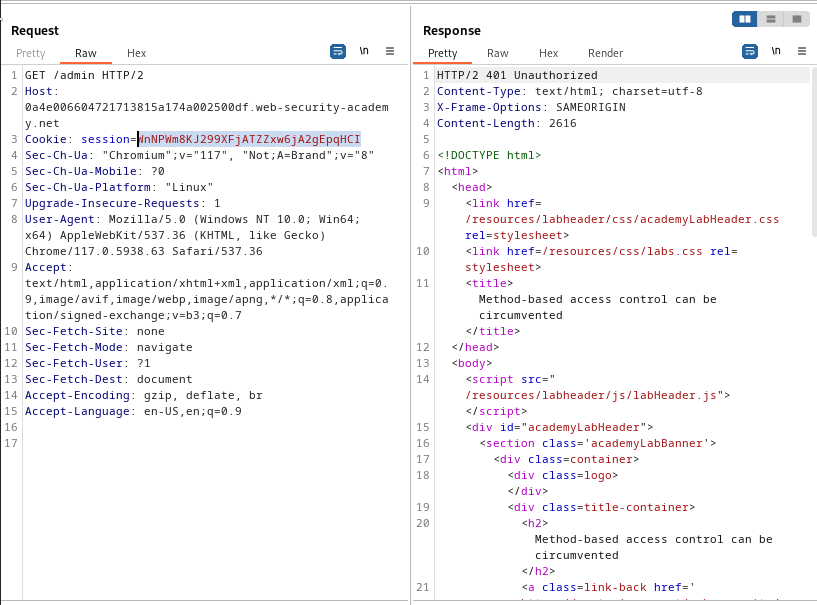 Request
Pretty Raw Hex
\n
1 GET /admin HTTP/2
2 Host:
0a4e006604721713815a174a002500df.web-security-academ
y.net
3 Cookie: session=WnNPWm8KJ299XFjATZZxw6jA2gEpqHCI
4 Sec-Ch-Ua: "Chromium";v="117", "Not;A=Brand";v="8"
5 Sec-Ch-Ua-Mobile: ?0
6 Sec-Ch-Ua-Platform: "Linux"
7 Upgrade-Insecure-Requests: 1
8 User-Agent: Mozilla/5.0 (Windows NT 10.0; Win64;
x64) AppleWebKit/537.36 (KHTML, like Gecko)
Chrome/117.0.5938.63 Safari/537.36
9 Accept:
text/html,application/xhtml+xml,application/xml;q=0.
9,image/avif,image/webp,image/apng,*/*;q=0.8,applica
tion/signed-exchange;v=b3;q=0.7
10 Sec-Fetch-Site: none
11 Sec-Fetch-Mode: navigate
12 Sec-Fetch-User: ?1
13 Sec-Fetch-Dest: document
14 Accept-Encoding: gzip, deflate, br
15 Accept-Language: en-US,en;q=0.9
16
17
Response
Pretty Raw Hex Render
\n
1 HTTP/2 401 Unauthorized
2 Content-Type: text/html; charset=utf-8
3 X-Frame-Options: SAMEORIGIN
4 Content-Length: 2616
5
6 <!DOCTYPE html>
7 <html>
8 <head>
9 <link href=
/resources/labheader/css/academyLabHeader.css
rel=stylesheet>
10 <link href=/resources/css/labs.css rel=
stylesheet>
11 <title>
Method-based access control can be
circumvented
</title>
12 </head>
13 <body>
14 <script src="
/resources/labheader/js/labHeader.js">
</script>
15 <div id="academyLabHeader">
16 <section class='academyLabBanner'>
17 <div class=container>
18 <div class=logo>
</div>
19 <div class=title-container>
20 <h2>
Method-based access control can be
circumvented
</h2>
21 <a class=link-back href='